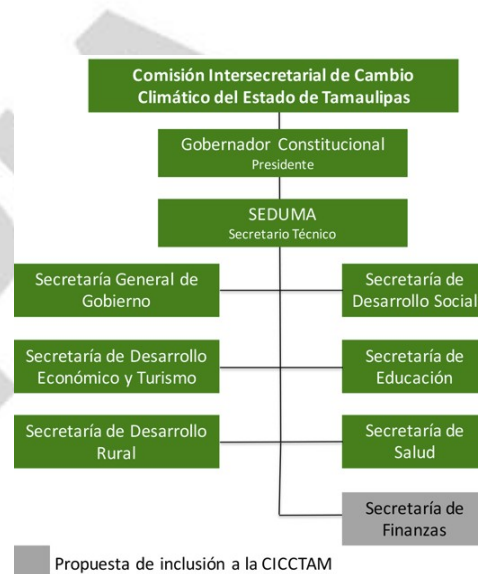 Comisión Intersecretarial de Cambio
Climático del Estado de Tamaulipas
Gobernador Constitucional
Presidente
SEDUMA
Secretario Técnico
Secretaría General de
Gobierno
Secretaría de
Desarrollo Social
Secretaría de Desarrollo
Económico y Turismo
Secretaría de
Educación
Secretaría de Desarrollo
Rural
Secretaría de
Salud
Secretaría de
Finanzas
Propuesta de inclusión a la CICCTAM